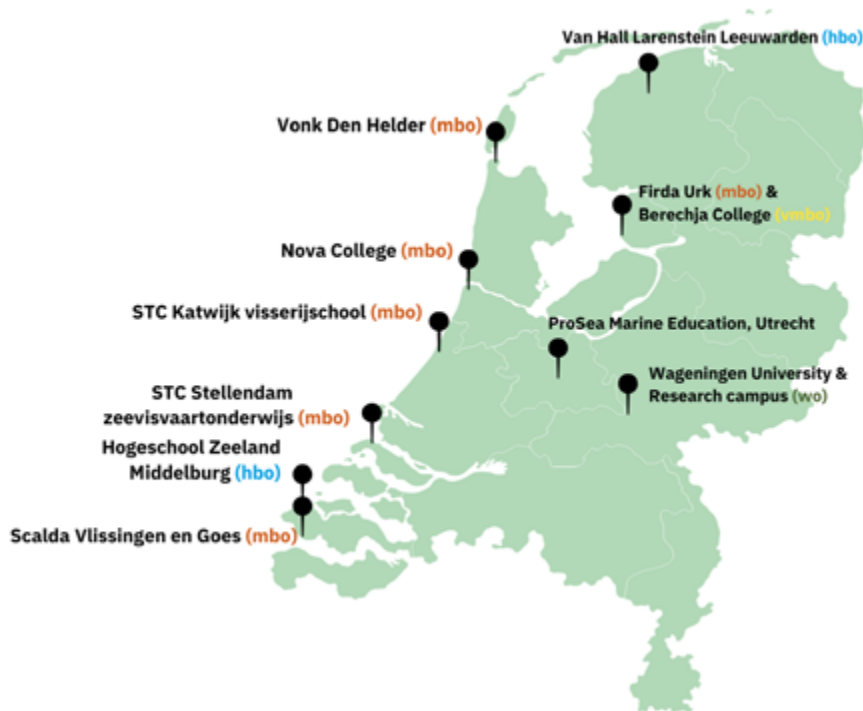 Van Hall Larenstein Leeuwarden (hbo)
Vonk Den Helder (mbo)
Firda Urk (mbo) &
Berechja College (vmbo)
Nova College (mbo)
STC Katwijk visserijschool (mbo)
ProSea Marine Education, Utrecht
Wageningen University &
Research campus (wo)
STC Stellendam
zeevisvaartonderwijs (mbo)
Hogeschool Zeeland
Middelburg (hbo)
Scalda Vlissingen en Goes (mbo)